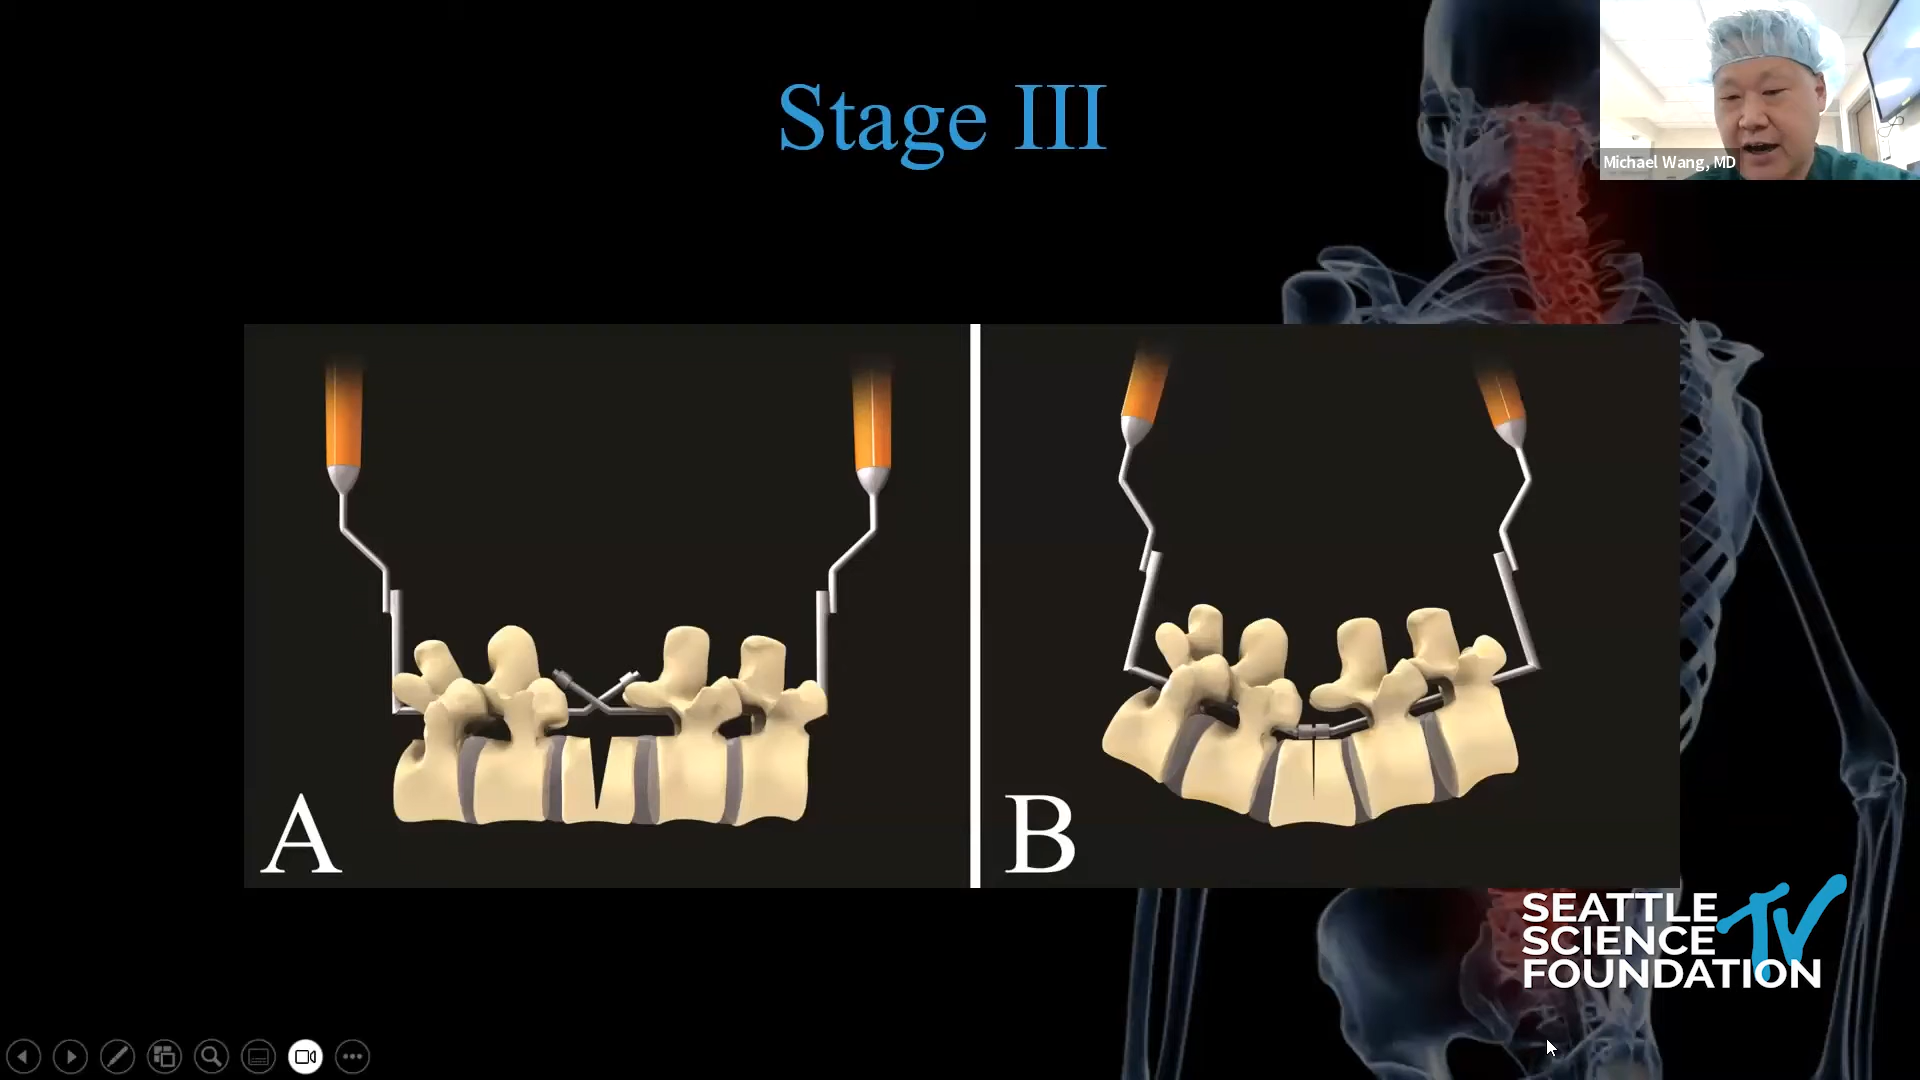 Stage III
Michael Wang, MD
A
B
SEATTLE
SCIENCE
FOUNDATION
TV